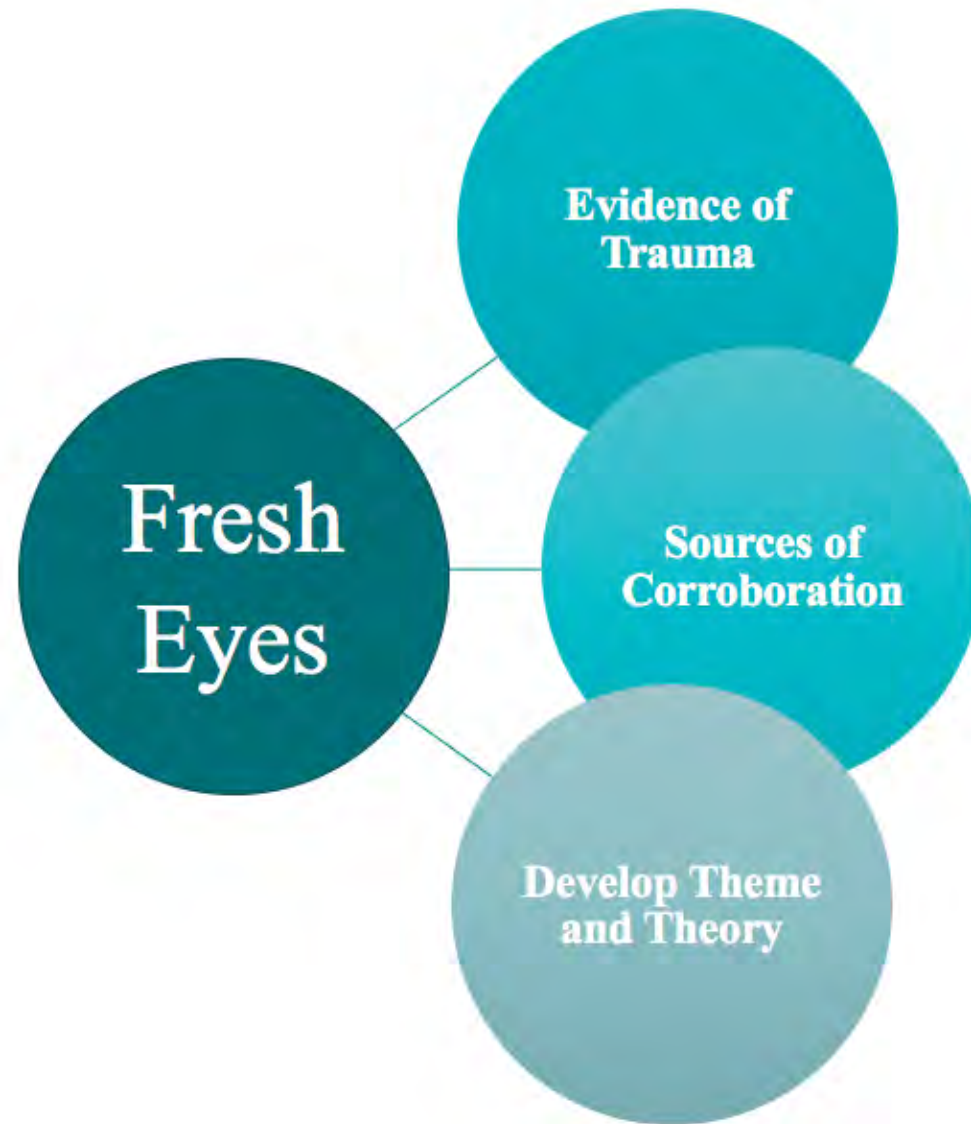 Fresh
Eyes
Evidence of
Trauma
Sources of
Corroboration
Develop Theme
and Theory